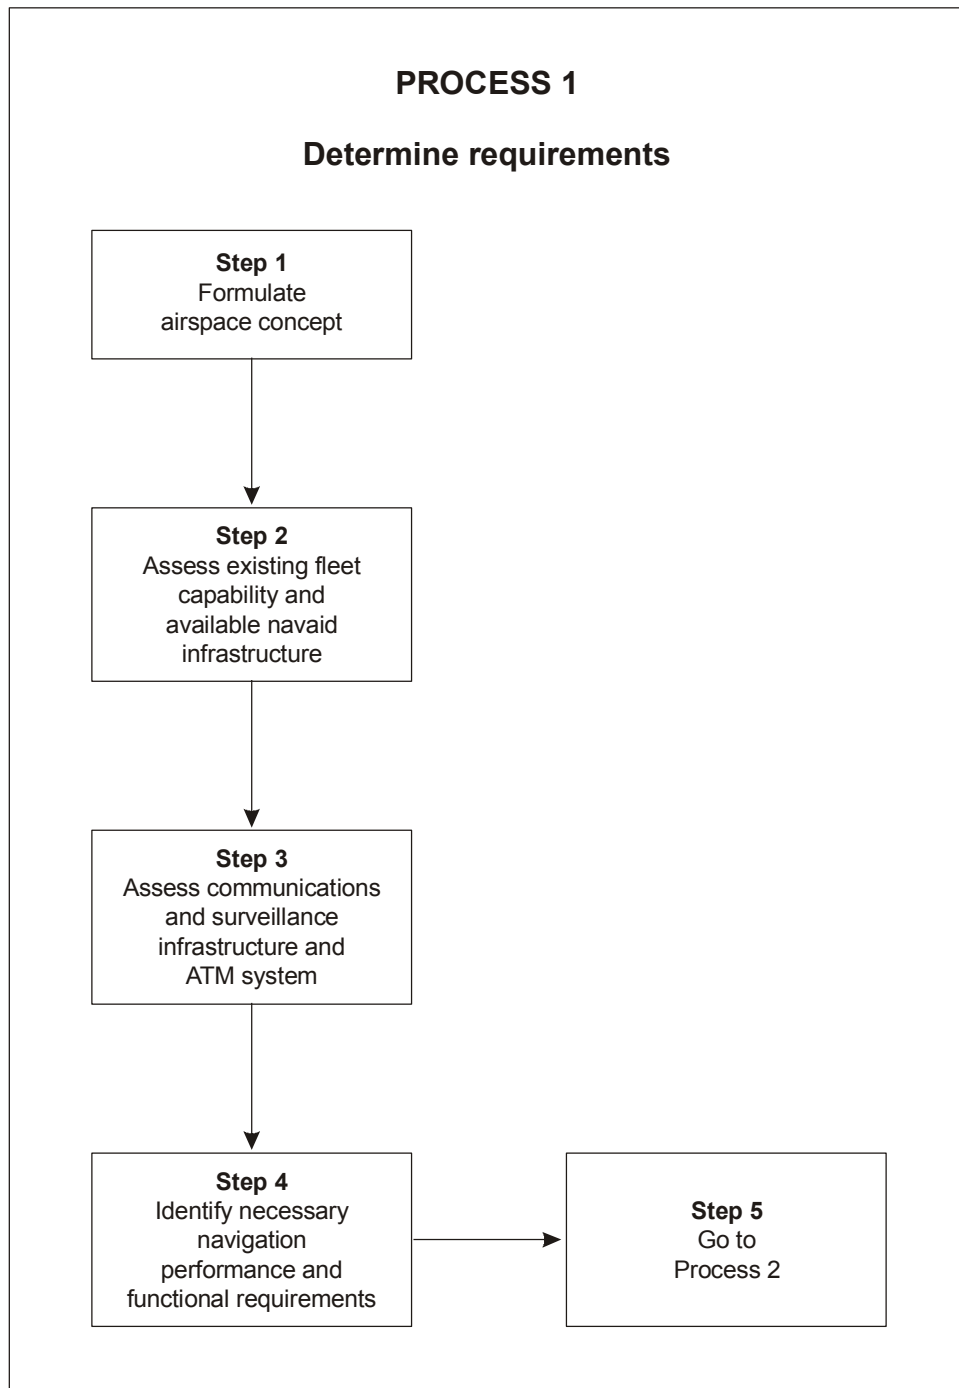 PROCESS 1
Determine requirements
Step 1
Formulate
airspace concept
Step 2
Assess existing fleet
capability and
available navaid
infrastructure
Step 3
Assess communications
and surveillance
infrastructure and
ATM system
Step 4
Identify necessary
navigation
performance and
functional requirements
Step 5
Go to
Process 2